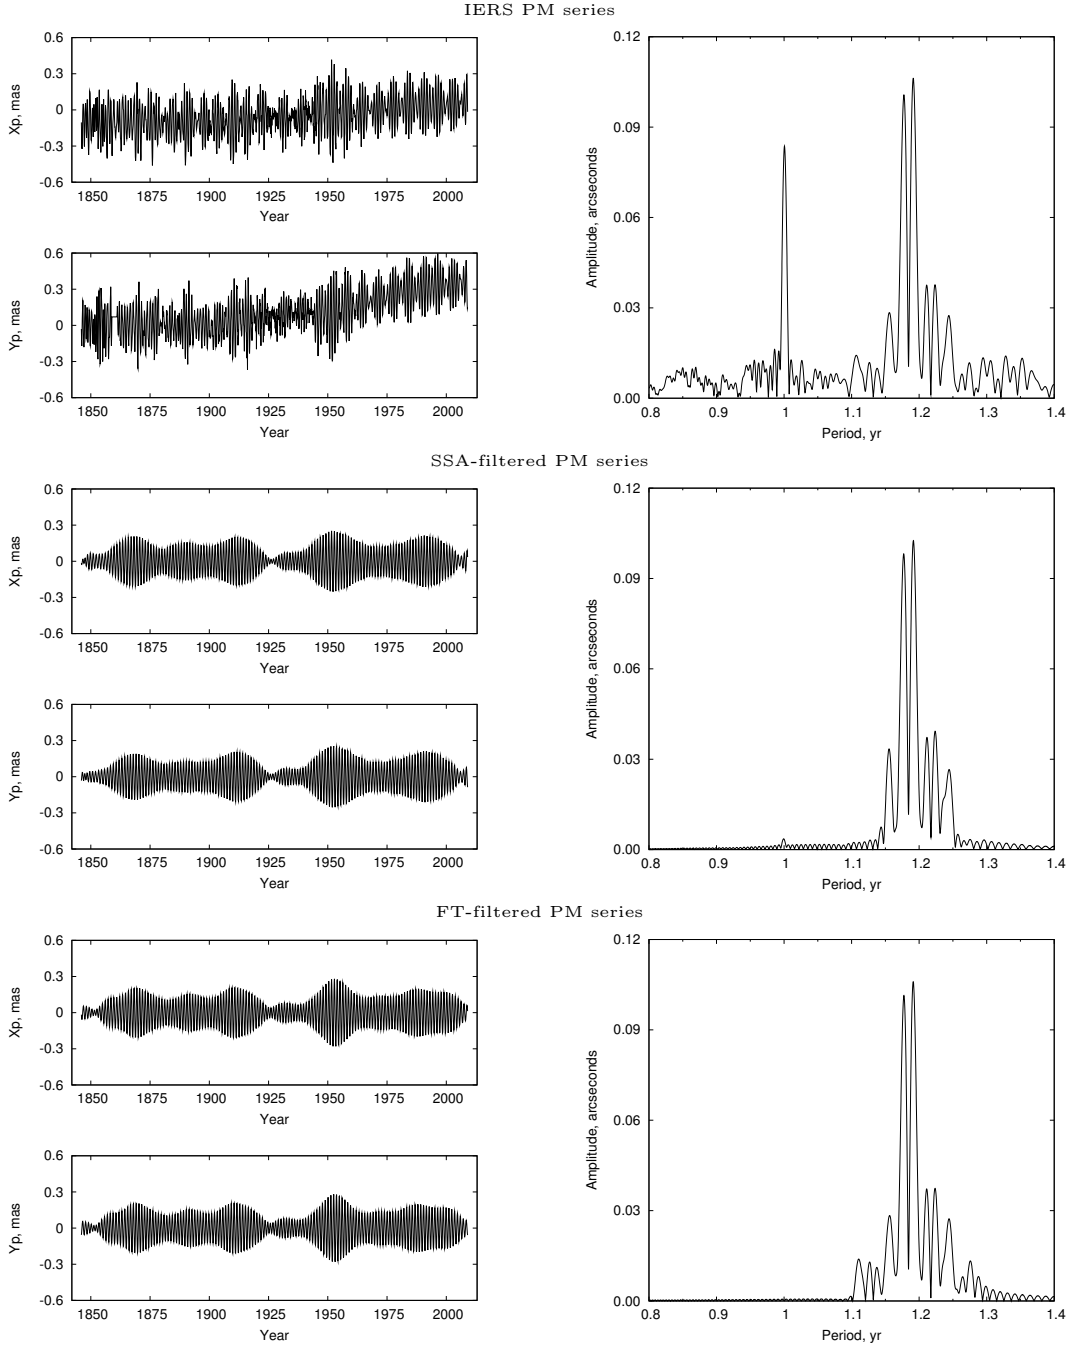 IERS PM series
0.6
0.3
0
-0.3
-0.6
Xp, mas
1850 1875 1900 1925 1950 1975 2000
Year
0.6
0.3
0
-0.3
-0.6
Yp, mas
1850 1875 1900 1925 1950 1975 2000
Year
0.12
0.09
0.06
0.03
0.00
Amplitude, arcseconds
0.8 0.9 1 1.1 1.2 1.3 1.4
Period, yr
SSA-filtered PM series
0.6
0.3
0
-0.3
-0.6
Xp, mas
1850 1875 1900 1925 1950 1975 2000
Year
0.6
0.3
0
-0.3
-0.6
Yp, mas
1850 1875 1900 1925 1950 1975 2000
Year
0.12
0.09
0.06
0.03
0.00
Amplitude, arcseconds
0.8 0.9 1 1.1 1.2 1.3 1.4
Period, yr
FT-filtered PM series
0.6
0.3
0
-0.3
-0.6
Xp, mas
1850 1875 1900 1925 1950 1975 2000
Year
0.6
0.3
0
-0.3
-0.6
Yp, mas
1850 1875 1900 1925 1950 1975 2000
Year
0.12
0.09
0.06
0.03
0.00
Amplitude, arcseconds
0.8 0.9 1 1.1 1.2 1.3 1.4
Period, yr